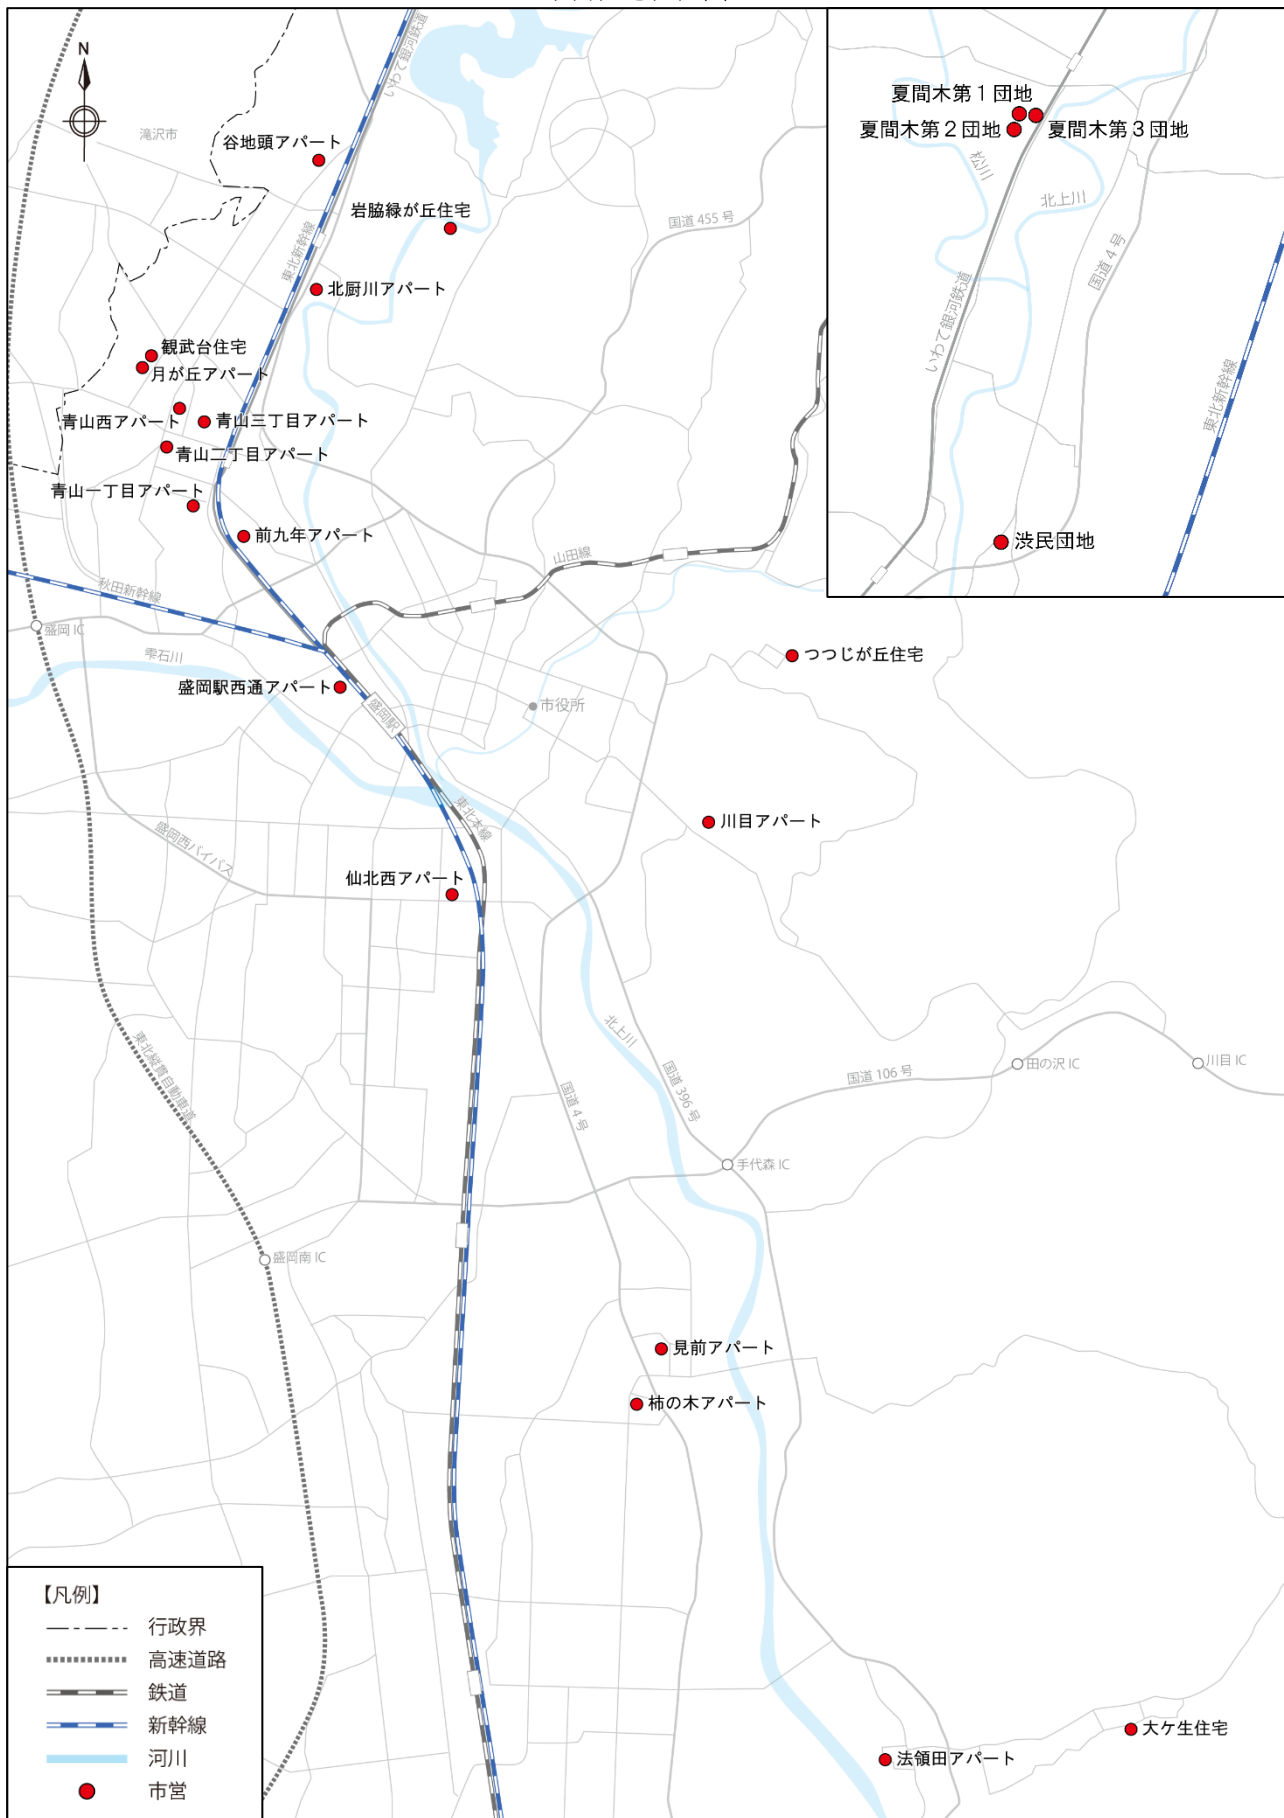 N
滝沢市
谷地頭アパート
いわて銀河鉄道
岩脇緑が丘住宅
国道 455 号
東北新幹線
北厨川アパート
観武台住宅
月が丘アパート
青山西アパート
青山三丁目アパート
青山二丁目アパート
青山一丁目アパート
前九年アパート
山田線
秋田新幹線
盛岡 IC
雫石川
盛岡駅西通アパート
盛岡駅
市役所
つつじが丘住宅
夏間木第1団地
夏間木第2団地
夏間木第3団地
松川
北上川
国道 4 号
いわて銀河鉄道
東北新幹線
渋民団地
東北本線
川目アパート
盛岡西バイパス
仙北西アパート
東北縦貫自動車道
北上川
国道 4 号
国道 396 号
国道 106 号
田の沢 IC
川目 IC
手代森 IC
盛岡南 IC
見前アパート
柿の木アパート
大ケ生住宅
法領田アパート
【凡例】
行政界
高速道路
鉄道
新幹線
河川
市営